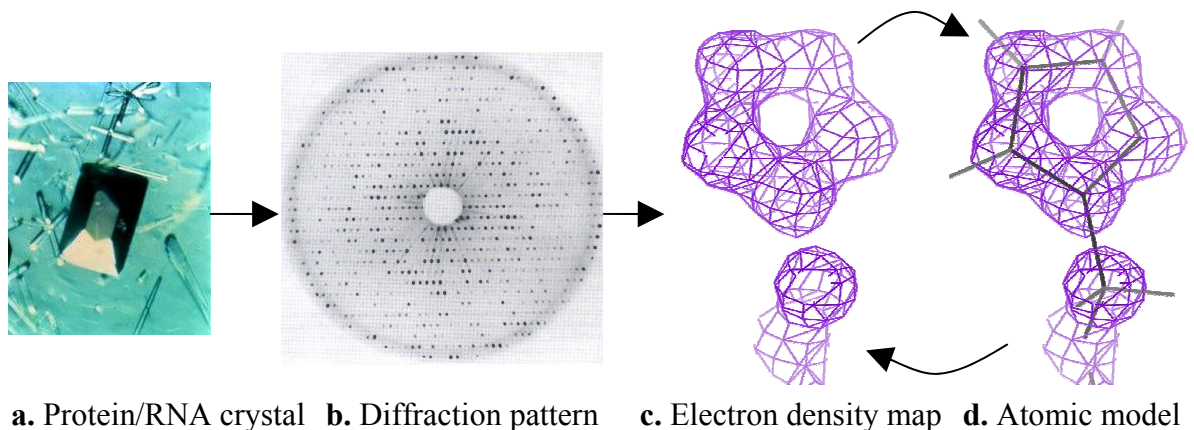 a. Protein/RNA crystal b. Diffraction pattern c. Electron density map d. Atomic model